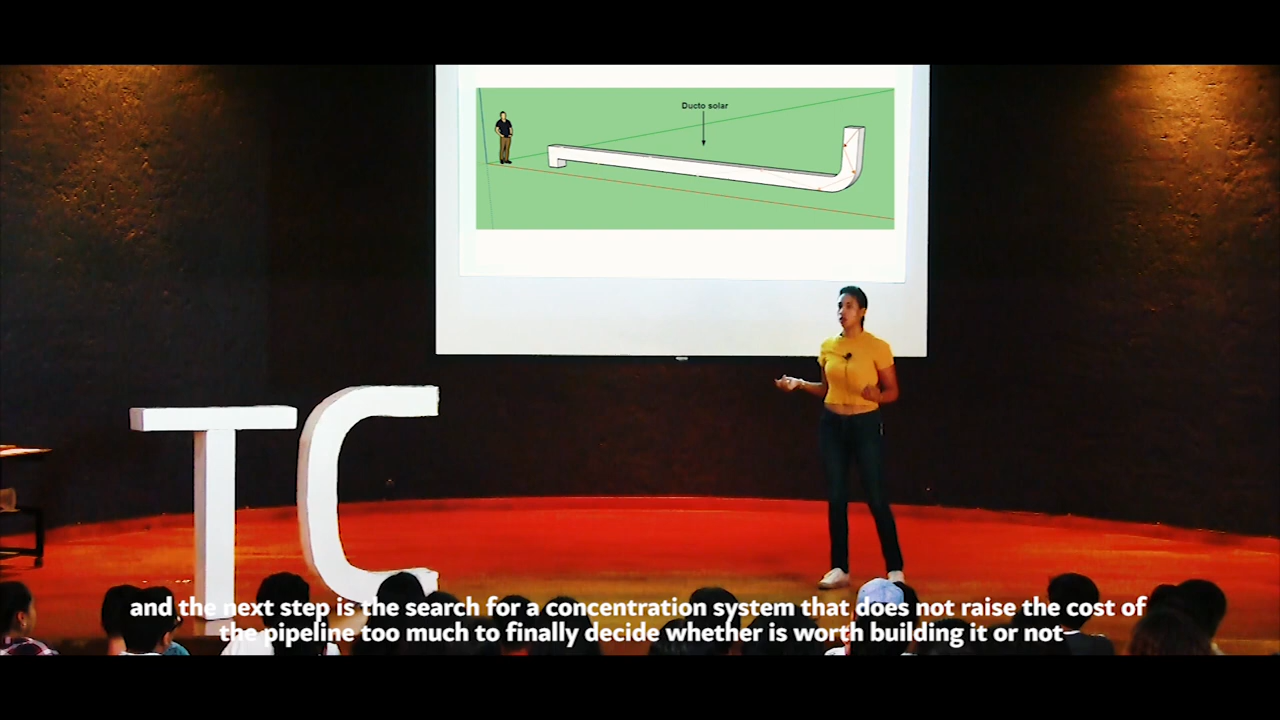 Ducto solar
TC
and the next step is the search for a concentration system that does not raise the cost of
the pipeline too much to finally decide whether is worth building it or not